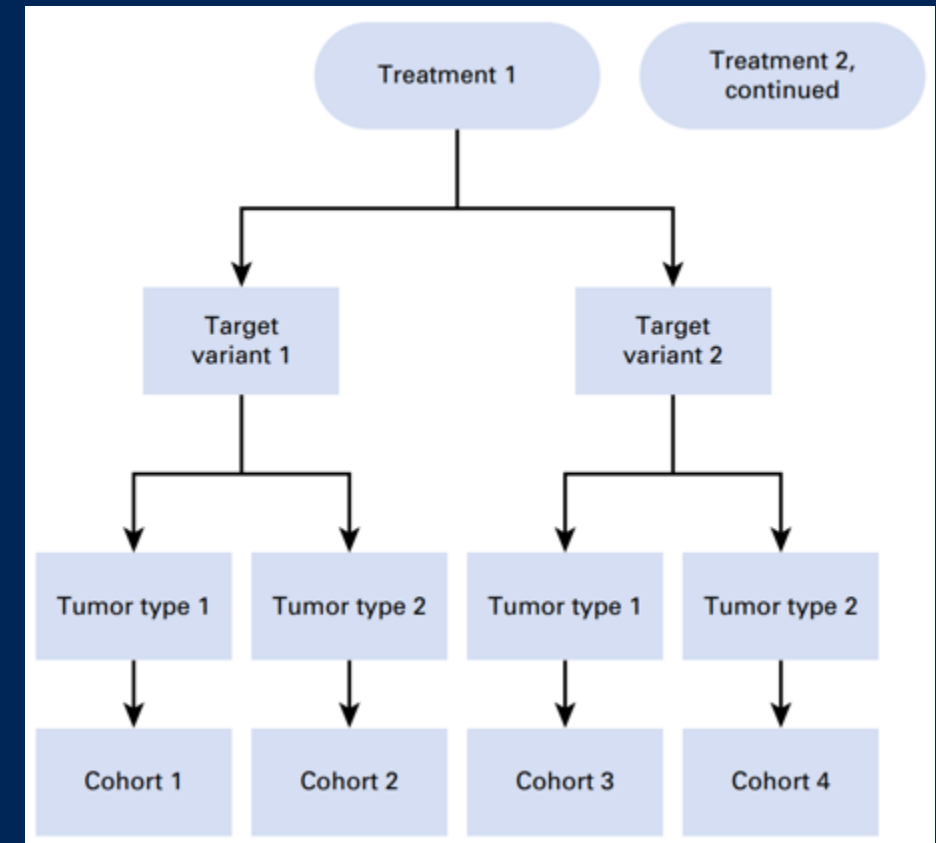 Treatment 1
Treatment 2,
continued
Target
variant 1
Target
variant 2
Tumor type 1
Tumor type 2
Tumor type 1
Tumor type 2
Cohort 1
Cohort 2
Cohort 3
Cohort 4